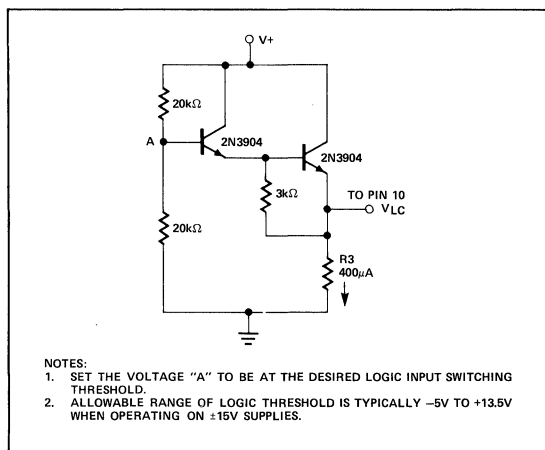 V+
20kΩ
A
2N3904
2N3904
3kΩ
TO PIN 10
VLC
20kΩ
R3
400μA
NOTES:
1. SET THE VOLTAGE "A" TO BE AT THE DESIRED LOGIC INPUT SWITCHING
THRESHOLD.
2. ALLOWABLE RANGE OF LOGIC THRESHOLD IS TYPICALLY –5V TO +13.5V
WHEN OPERATING ON ±15V SUPPLIES.